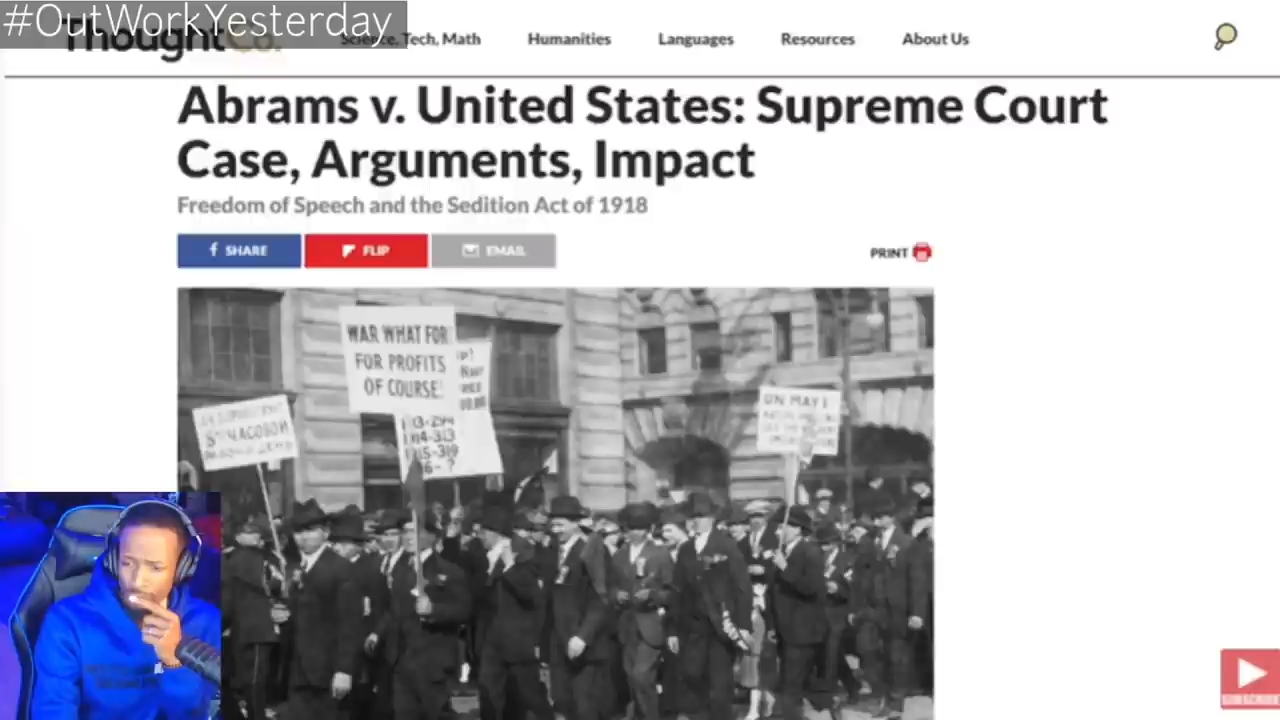 #OutWorkYesterday
ThoughtCo.
Science, Tech, Math
Humanities
Languages
Resources
About Us
Abrams v. United States: Supreme Court
Case, Arguments, Impact
Freedom of Speech and the Sedition Act of 1918
f SHARE
FLIP
EMAIL
PRINT
WAR WHAT FOR
FOR PROFITS
OF COURSE!
ON MAY 1
SUBSCRIBE